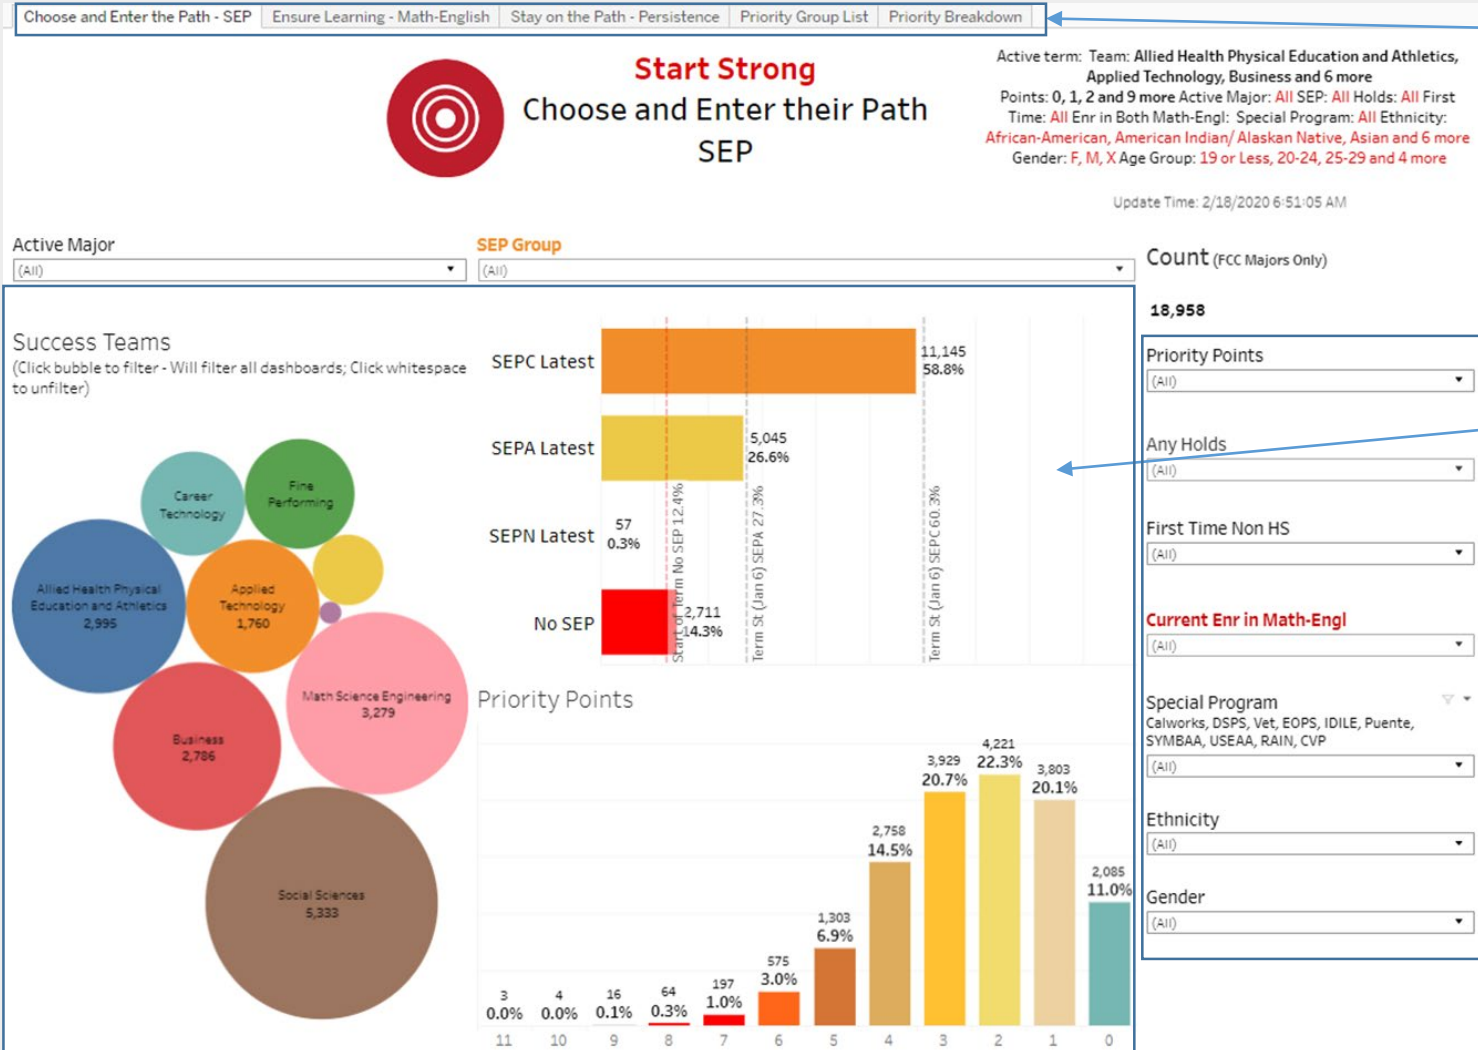 Choose and Enter the Path - SEP
Ensure Learning - Math-English
Stay on the Path - Persistence
Priority Group List
Priority Breakdown
Start Strong
Choose and Enter their Path
SEP
Active term: Team: Allied Health Physical Education and Athletics,
Applied Technology, Business and 6 more
Points: 0, 1, 2 and 9 more Active Major: All SEP: All Holds: All First
Time: All Enr in Both Math-Engl: Special Program: All Ethnicity:
African-American, American Indian/ Alaskan Native, Asian and 6 more
Gender: F, M, X Age Group: 19 or Less, 20-24, 25-29 and 4 more
Update Time: 2/18/2020 6:51:05 AM
Active Major
(All)
SEP Group
(All)
Count (FCC Majors Only)
18,958
Success Teams
(Click bubble to filter - Will filter all dashboards; Click whitespace
to unfilter)
Career
Technology
Fine
Performing
Allied Health Physical
Education and Athletics
2,995
Applied
Technology
1,760
Math Science Engineering
3,279
Business
2,786
Social Sciences
5,333
SEPC Latest
11,145
58.8%
SEPA Latest
5,045
26.6%
SEPN Latest
57
0.3%
No SEP
2,711
14.3%
Start of Term No SEP 12.4%
Term St (Jan 6) SEPA 27.3%
Term St (Jan 6) SEPC 60.3%
Priority Points
3
0.0%
4
0.0%
16
0.1%
64
0.3%
197
1.0%
575
3.0%
1,303
6.9%
2,758
14.5%
3,929
20.7%
4,221
22.3%
3,803
20.1%
2,085
11.0%
11 10 9 8 7 6 5 4 3 2 1 0
Priority Points
(All)
Any Holds
(All)
First Time Non HS
(All)
Current Enr in Math-Engl
(All)
Special Program
Calworks, DSPS, Vet, EOPS, IDILE, Puente,
SYMBAA, USEAA, RAIN, CVP
(All)
Ethnicity
(All)
Gender
(All)